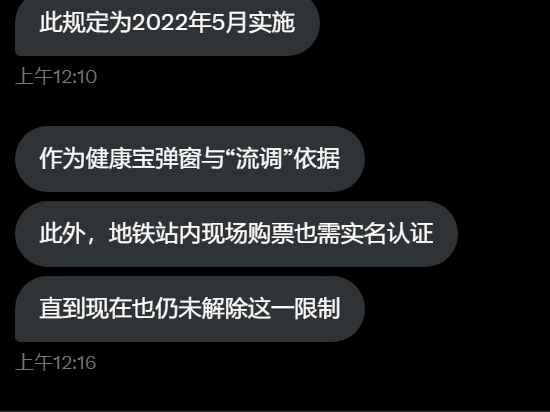 此规定为2022年5月实施
上午12:10
作为健康宝弹窗与“流调”依据
此外，地铁站内现场购票也需实名认证
直到现在也仍未解除这一限制
上午12:16